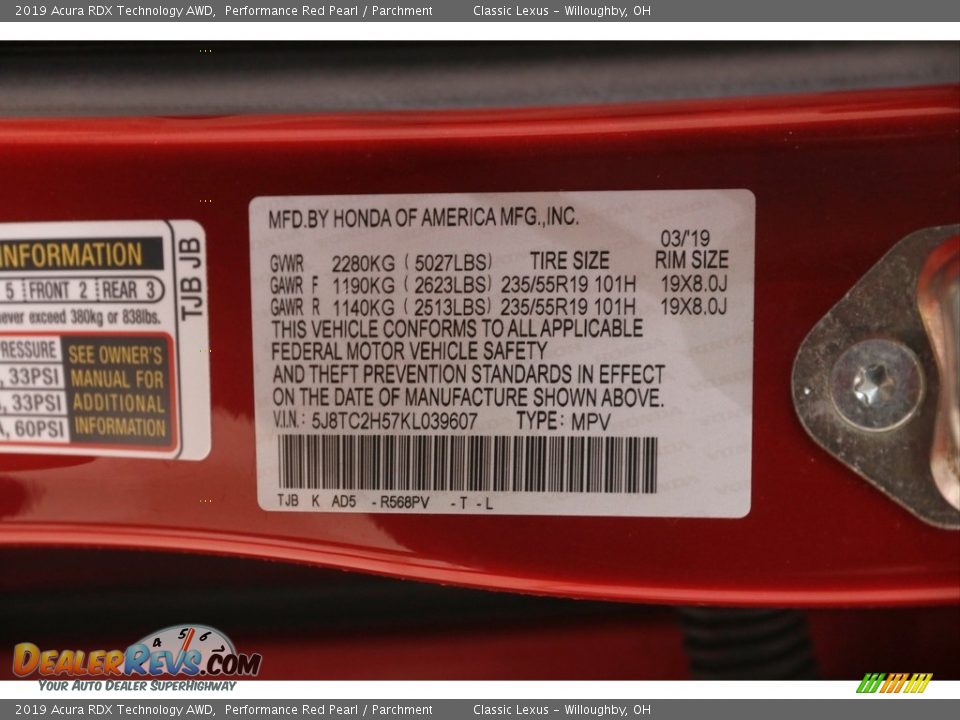 2019 Acura RDX Technology AWD,  Performance Red Pearl / Parchment     Classic Lexus - Willoughby, OH
INFORMATION
5 FRONT 2 REAR 3
never exceed 380kg or 838lbs.
PRESSURE
, 33PSI
, 33PSI
, 60PSI
SEE OWNER'S
MANUAL FOR
ADDITIONAL
INFORMATION
TJB JB
MFD.BY HONDA OF AMERICA MFG.,INC.
03/'19
GVWR 2280KG ( 5027LBS) TIRE SIZE RIM SIZE
GAWR F 1190KG ( 2623LBS) 235/55R19 101H 19X8.0J
GAWR R 1140KG ( 2513LBS) 235/55R19 101H 19X8.0J
THIS VEHICLE CONFORMS TO ALL APPLICABLE
FEDERAL MOTOR VEHICLE SAFETY
AND THEFT PREVENTION STANDARDS IN EFFECT
ON THE DATE OF MANUFACTURE SHOWN ABOVE.
V.I.N.: 5J8TC2H57KL039607 TYPE: MPV
TJB K AD5 -R568PV -T -L
4 5 6
DEALERREVS.COM
YOUR AUTO DEALER SUPERHIGHWAY
2019 Acura RDX Technology AWD,  Performance Red Pearl / Parchment     Classic Lexus - Willoughby, OH